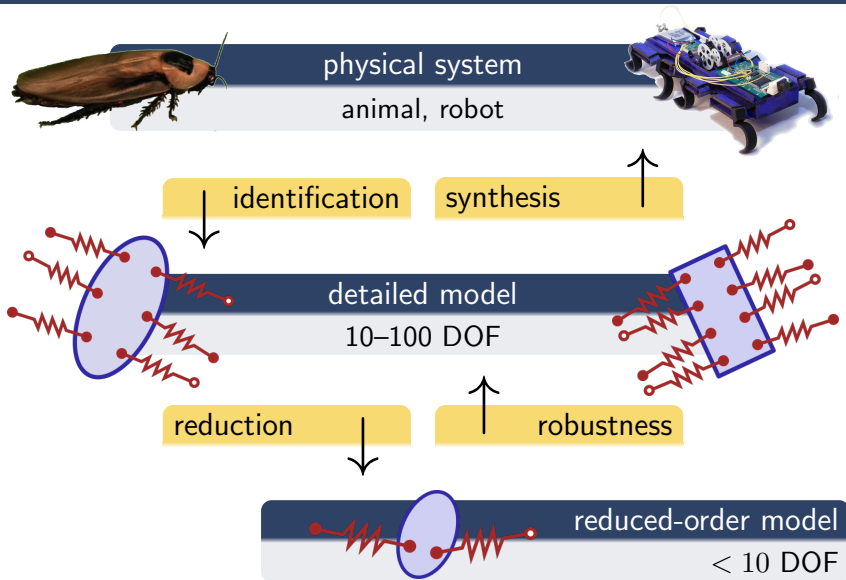 physical system
animal, robot
identification
synthesis
detailed model
10–100 DOF
reduction
robustness
reduced-order model
< 10 DOF